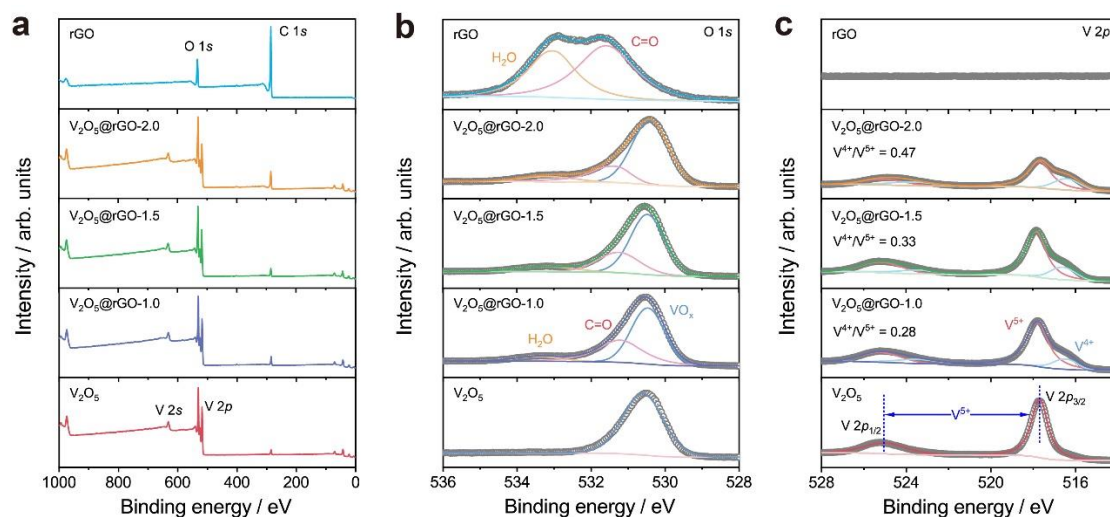 a
rGO
O 1s
C 1s
V₂O₅@rGO-2.0
V₂O₅@rGO-1.5
V₂O₅@rGO-1.0
V₂O₅
V 2s
V 2p
1000 800 600 400 200 0
Binding energy / eV
Intensity / arb. units
b
rGO
O 1s
H₂O
C=O
V₂O₅@rGO-2.0
V₂O₅@rGO-1.5
V₂O₅@rGO-1.0
H₂O
C=O
VOₓ
V₂O₅
536 534 532 530 528
Binding energy / eV
Intensity / arb. units
c
rGO
V 2p
V₂O₅@rGO-2.0
V⁴⁺/V⁵⁺ = 0.47
V₂O₅@rGO-1.5
V⁴⁺/V⁵⁺ = 0.33
V₂O₅@rGO-1.0
V⁴⁺/V⁵⁺ = 0.28
V⁵⁺
V⁴⁺
V₂O₅
V 2p₃/₂
V⁵⁺
V 2p₁/₂
528 524 520 516
Binding energy / eV
Intensity / arb. units